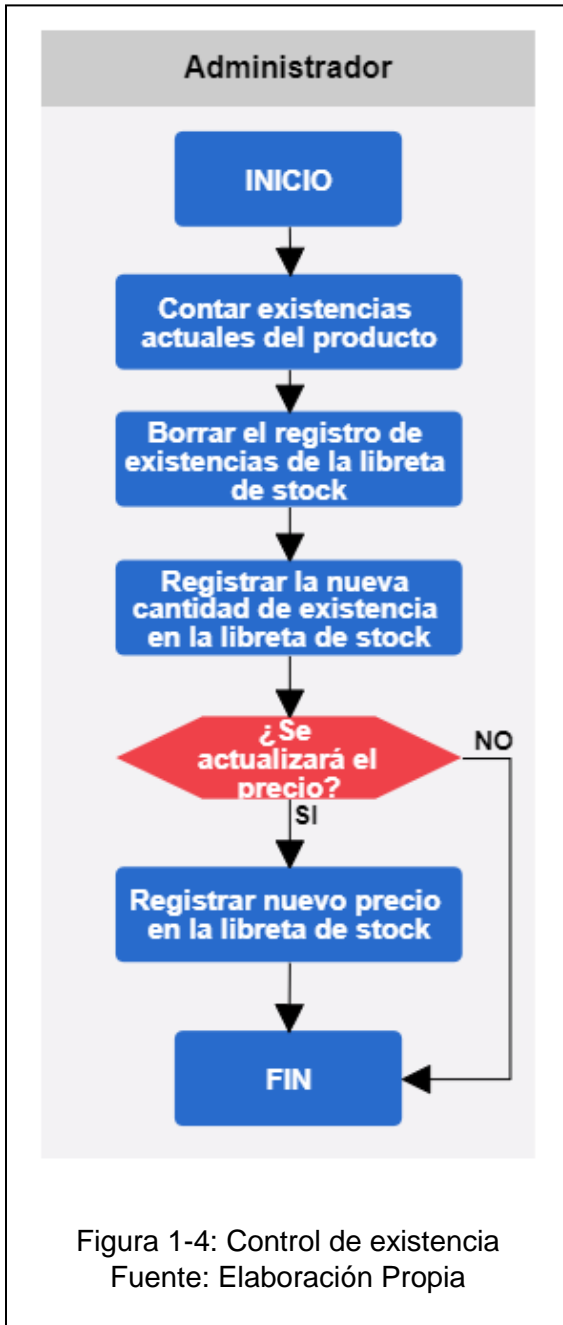 Administrador
INICIO
Contar existencias
actuales del producto
Borrar el registro de
existencias de la libreta
de stock
Registrar la nueva
cantidad de existencia
en la libreta de stock
¿Se
actualizará el
precio?
NO
SI
Registrar nuevo precio
en la libreta de stock
FIN
Figura 1-4: Control de existencia
Fuente: Elaboración Propia